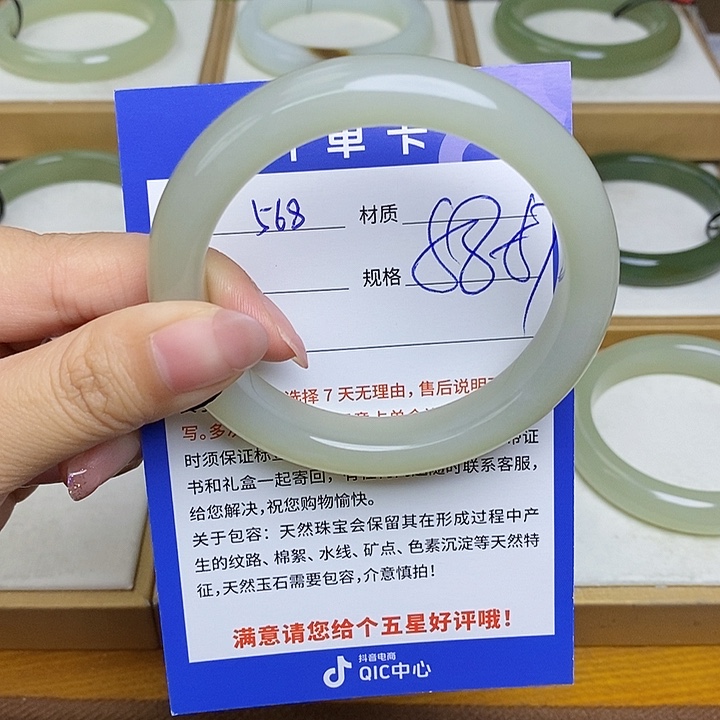 单卡
568 材质
规格
选择7天无理由，售后说明
写。多
时须保证标
书和礼盒一起寄回，
随时联系客服，
给您解决，祝您购物愉快。
关于包容：天然珠宝会保留其在形成过程中产
生的纹路、棉絮、水线、矿点、色素沉淀等天然特
征，天然玉石需要包容，介意慎拍！
满意请您给个五星好评哦！
抖音电商
QIC中心